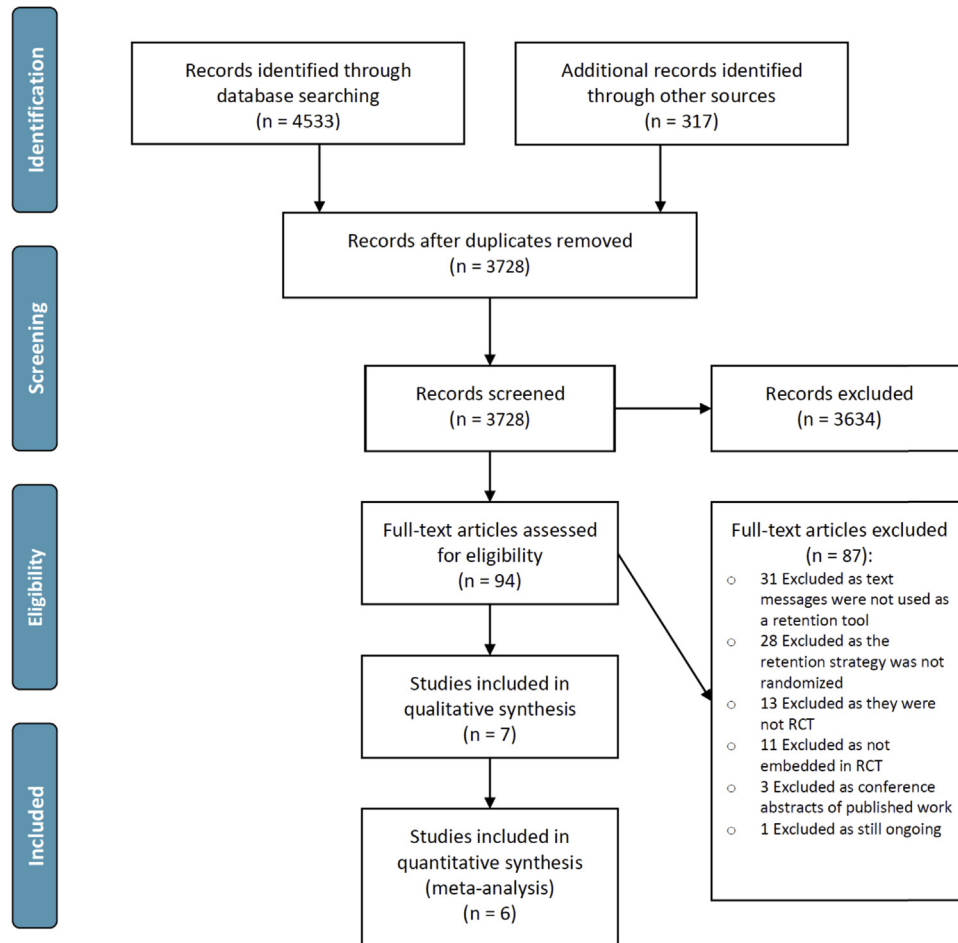 Identification
Records identified through
database searching
(n = 4533)
Additional records identified
through other sources
(n = 317)
Records after duplicates removed
(n = 3728)
Screening
Records screened
(n = 3728)
Records excluded
(n = 3634)
Eligibility
Full-text articles assessed
for eligibility
(n = 94)
Full-text articles excluded
(n = 87):
○ 31 Excluded as text
messages were not used as
a retention tool
○ 28 Excluded as the
retention strategy was not
randomized
○ 13 Excluded as they were
not RCT
○ 11 Excluded as not
embedded in RCT
○ 3 Excluded as conference
abstracts of published work
○ 1 Excluded as still ongoing
Studies included in
qualitative synthesis
(n = 7)
Included
Studies included in
quantitative synthesis
(meta-analysis)
(n = 6)